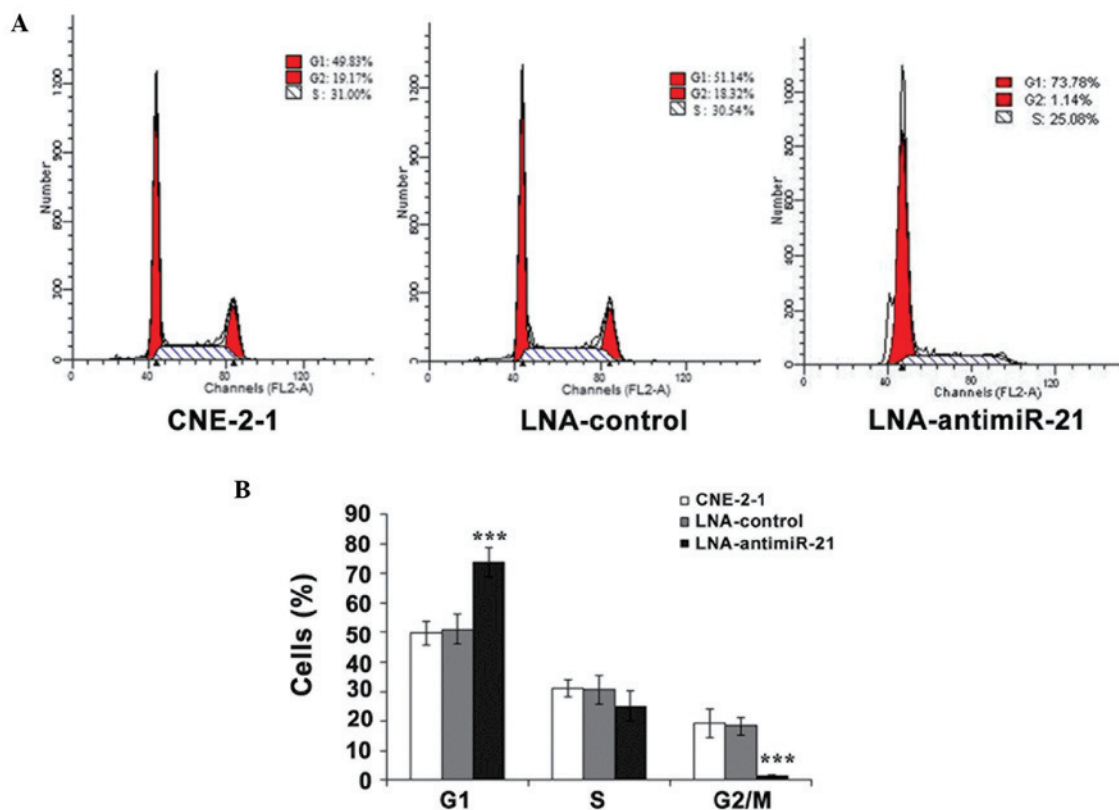 A
G1: 49.83%
G2: 19.17%
S : 31.00%
Number
0 300 600 900 1200
0 40 80 120
Channels (FL2-A)
CNE-2-1
G1: 51.14%
G2: 18.32%
S : 30.54%
Number
0 300 600 900 1200
0 40 80 120
Channels (FL2-A)
LNA-control
G1: 73.78%
G2: 1.14%
S: 25.08%
Number
0 200 400 600 800 1000
0 40 80 120
Channels (FL2-A)
LNA-antimiR-21
B
CNE-2-1
LNA-control
LNA-antimiR-21
Cells (%)
90
80
70
60
50
40
30
20
10
0
***
***
G1 S G2/M